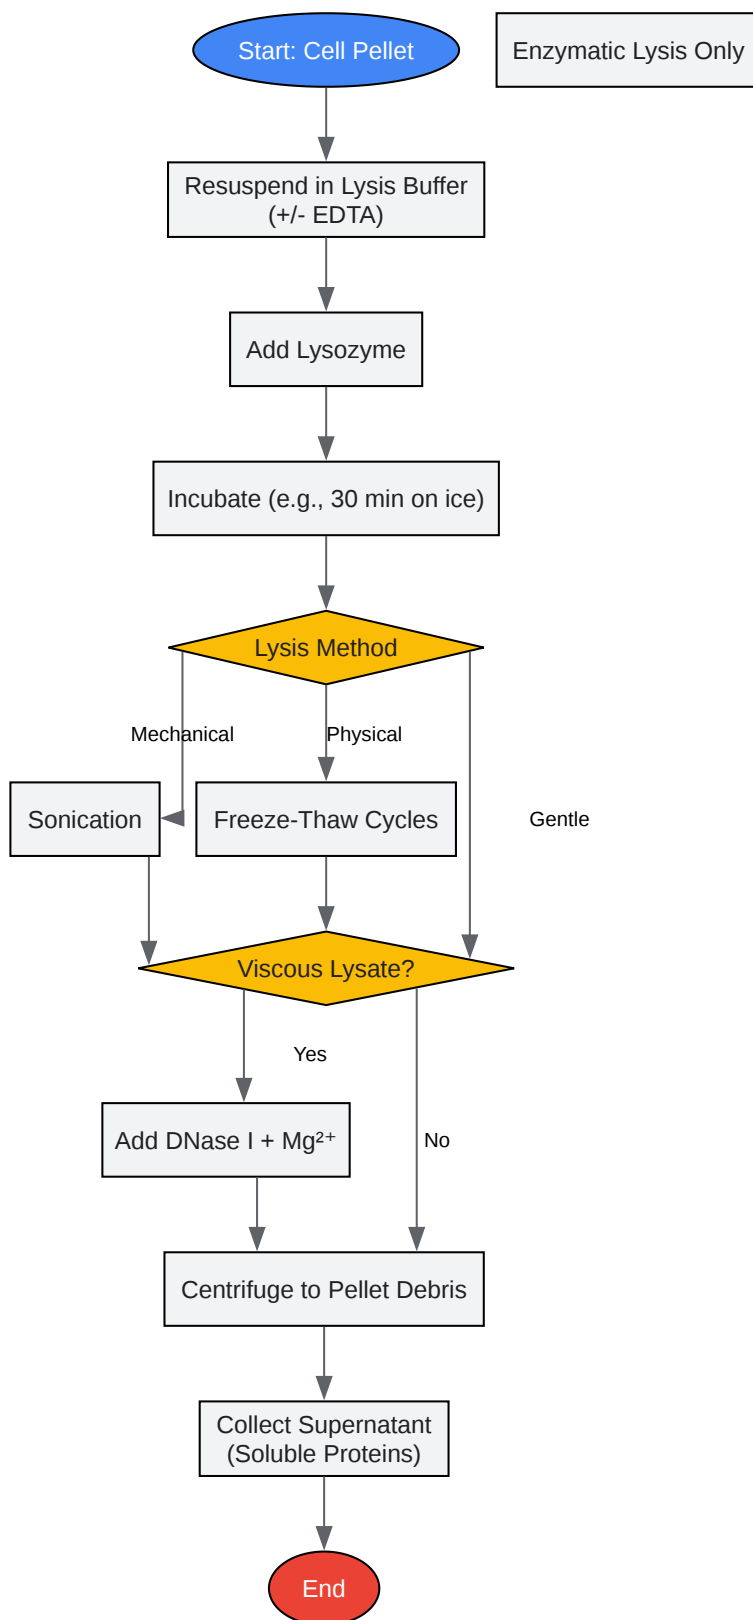 Start: Cell Pellet
Enzymatic Lysis Only
Resuspend in Lysis Buffer
(+/- EDTA)
Add Lysozyme
Incubate (e.g., 30 min on ice)
Lysis Method
Mechanical
Physical
Sonication
Freeze-Thaw Cycles
Gentle
Viscous Lysate?
Yes
Add DNase I + Mg²⁺
No
Centrifuge to Pellet Debris
Collect Supernatant
(Soluble Proteins)
End